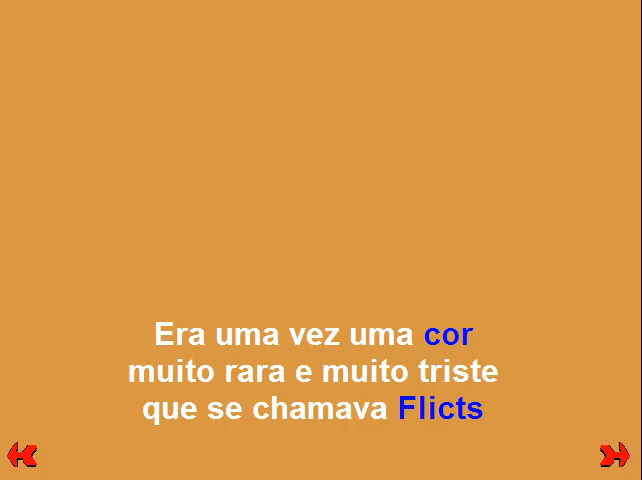 Era uma vez uma cor
muito rara e muito triste
que se chamava Flicts